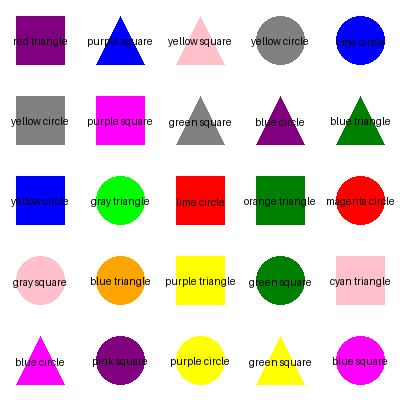 red triangle
purple square
yellow square
yellow circle
lime circle
yellow circle
purple square
green square
blue circle
blue triangle
yellow circle
gray triangle
lime circle
orange triangle
magenta circle
gray square
blue triangle
purple triangle
green square
cyan triangle
blue circle
pink square
purple circle
green square
blue square